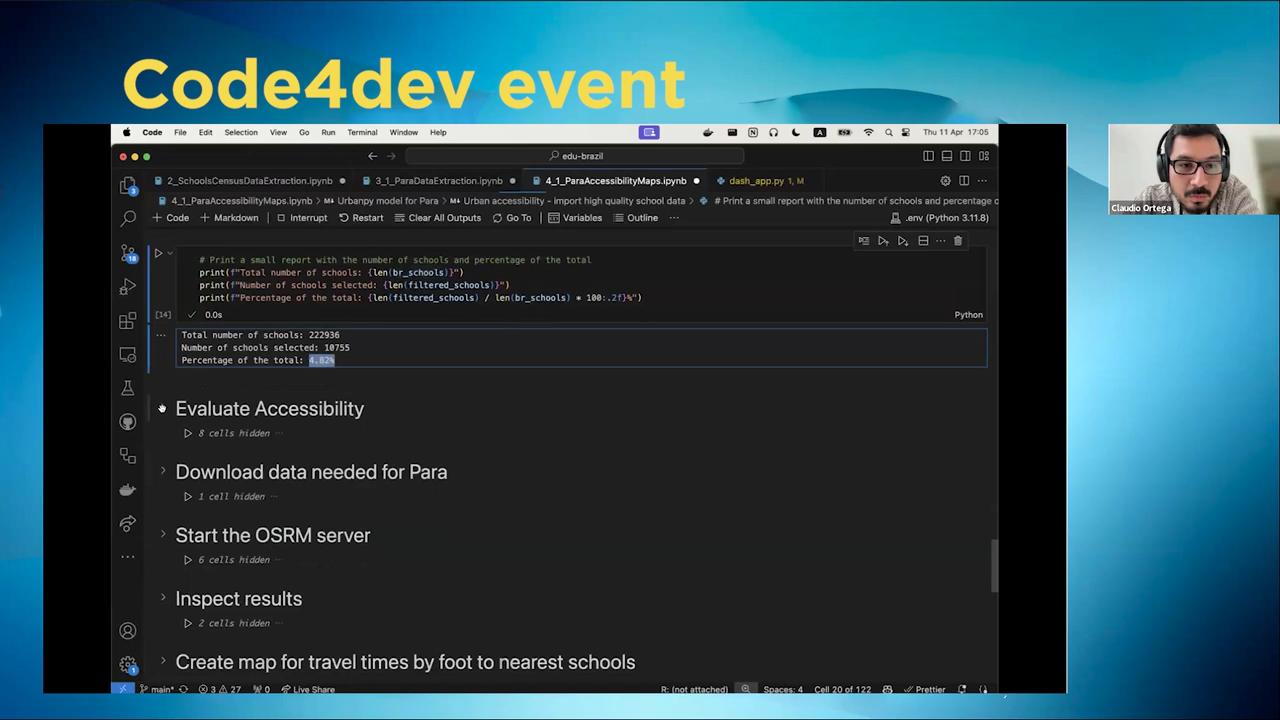 Code4dev event
Code File Edit Selection View Go Run Terminal Window Help Thu 11 Apr 17:05
edu-brazil
2_SchoolsCensusDataExtraction.ipynb 3_1_ParaDataExtraction.ipynb 4_1_ParaAccessibilityMaps.ipynb dash_app.py 1, M
4_1_ParaAccessibilityMaps.ipynb > Urbanpy model for Para > Urban accessibility - import high quality school data > # Print a small report with the number of schools and percentage o
+ Code + Markdown Interrupt Restart Clear All Outputs Go To Variables Outline ... .env (Python 3.11.8)
# Print a small report with the number of schools and percentage of the total
print(f"Total number of schools: {len(br_schools)}")
print(f"Number of schools selected: {len(filtered_schools)}")
print(f"Percentage of the total: {len(filtered_schools) / len(br_schools) * 100:.2f}%")
[14] 0.0s Python
Total number of schools: 222936
Number of schools selected: 10755
Percentage of the total: 4.82%
Evaluate Accessibility
8 cells hidden ...
Download data needed for Para
1 cell hidden ...
Start the OSRM server
6 cells hidden ...
Inspect results
2 cells hidden ...
Create map for travel times by foot to nearest schools
main* 3 27 0 Live Share R: (not attached) Spaces: 4 Cell 20 of 122 Prettier
3
18
1
Claudio Ortega